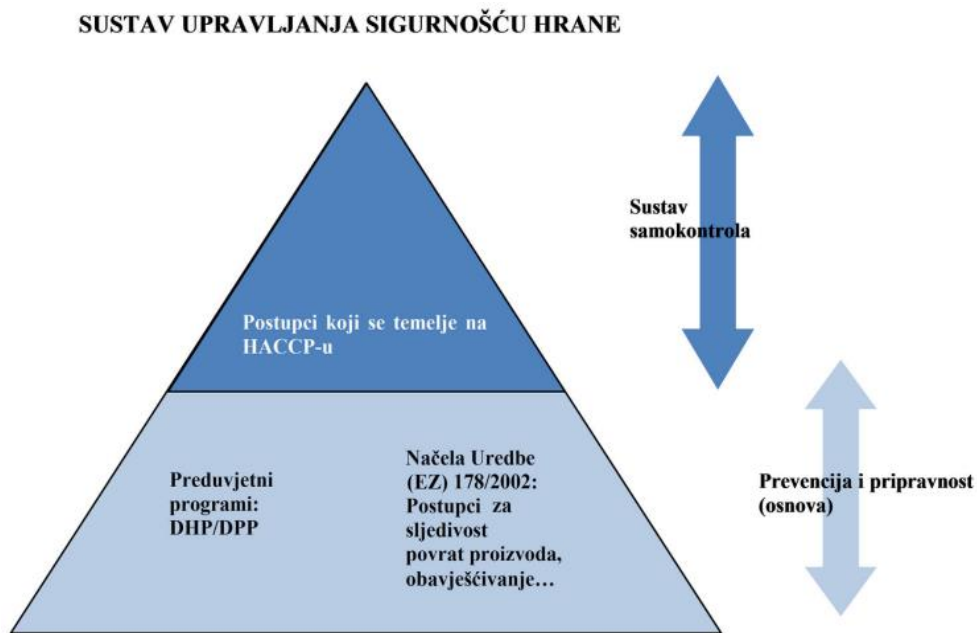 SUSTAV UPRAVLJANJA SIGURNOŠĆU HRANE
Sustav
samokontrola
Postupci koji se temelje na
HACCP-u
Preduvjetni
programi:
DHP/DPP
Načela Uredbe
(EZ) 178/2002:
Postupci za
sljedivost
povrat proizvoda,
obavješćivanje…
Prevencija i pripravnost
(osnova)